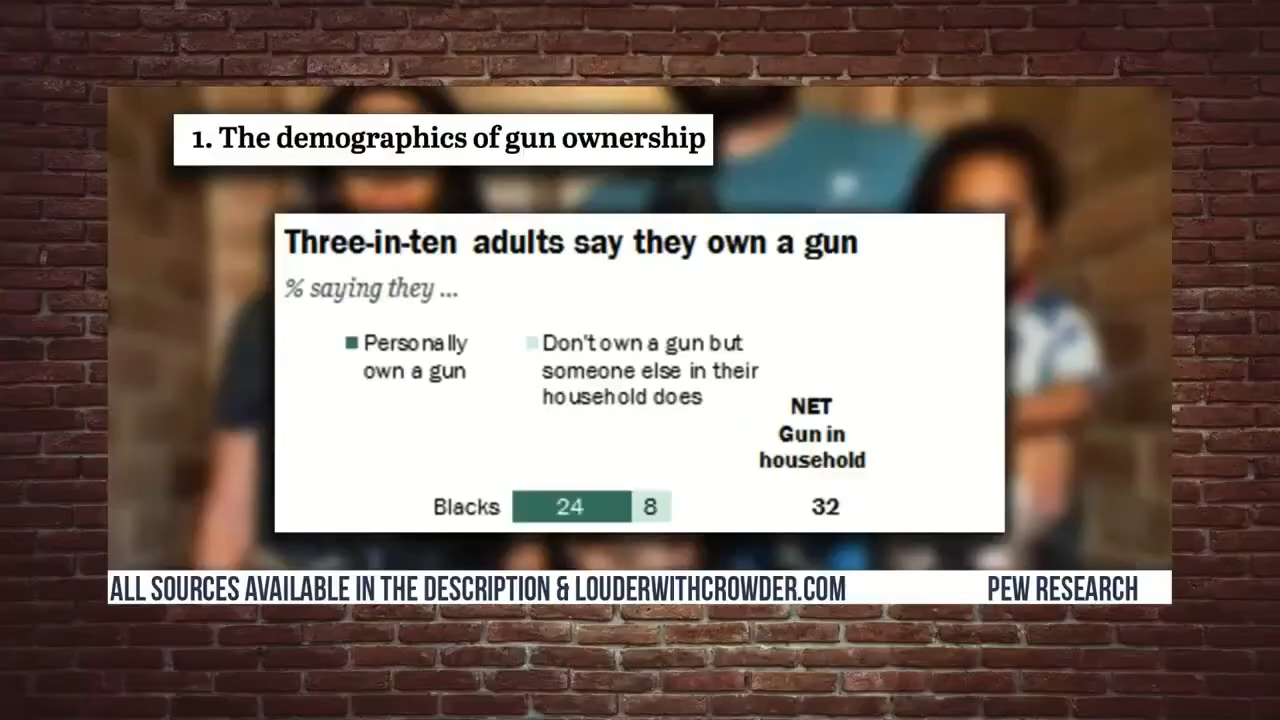 1. The demographics of gun ownership
Three-in-ten adults say they own a gun
% saying they ...
Personally
own a gun
Don't own a gun but
someone else in their
household does
NET
Gun in
household
Blacks 24 8 32
ALL SOURCES AVAILABLE IN THE DESCRIPTION & LOUDERWITHCROWDER.COM
PEW RESEARCH